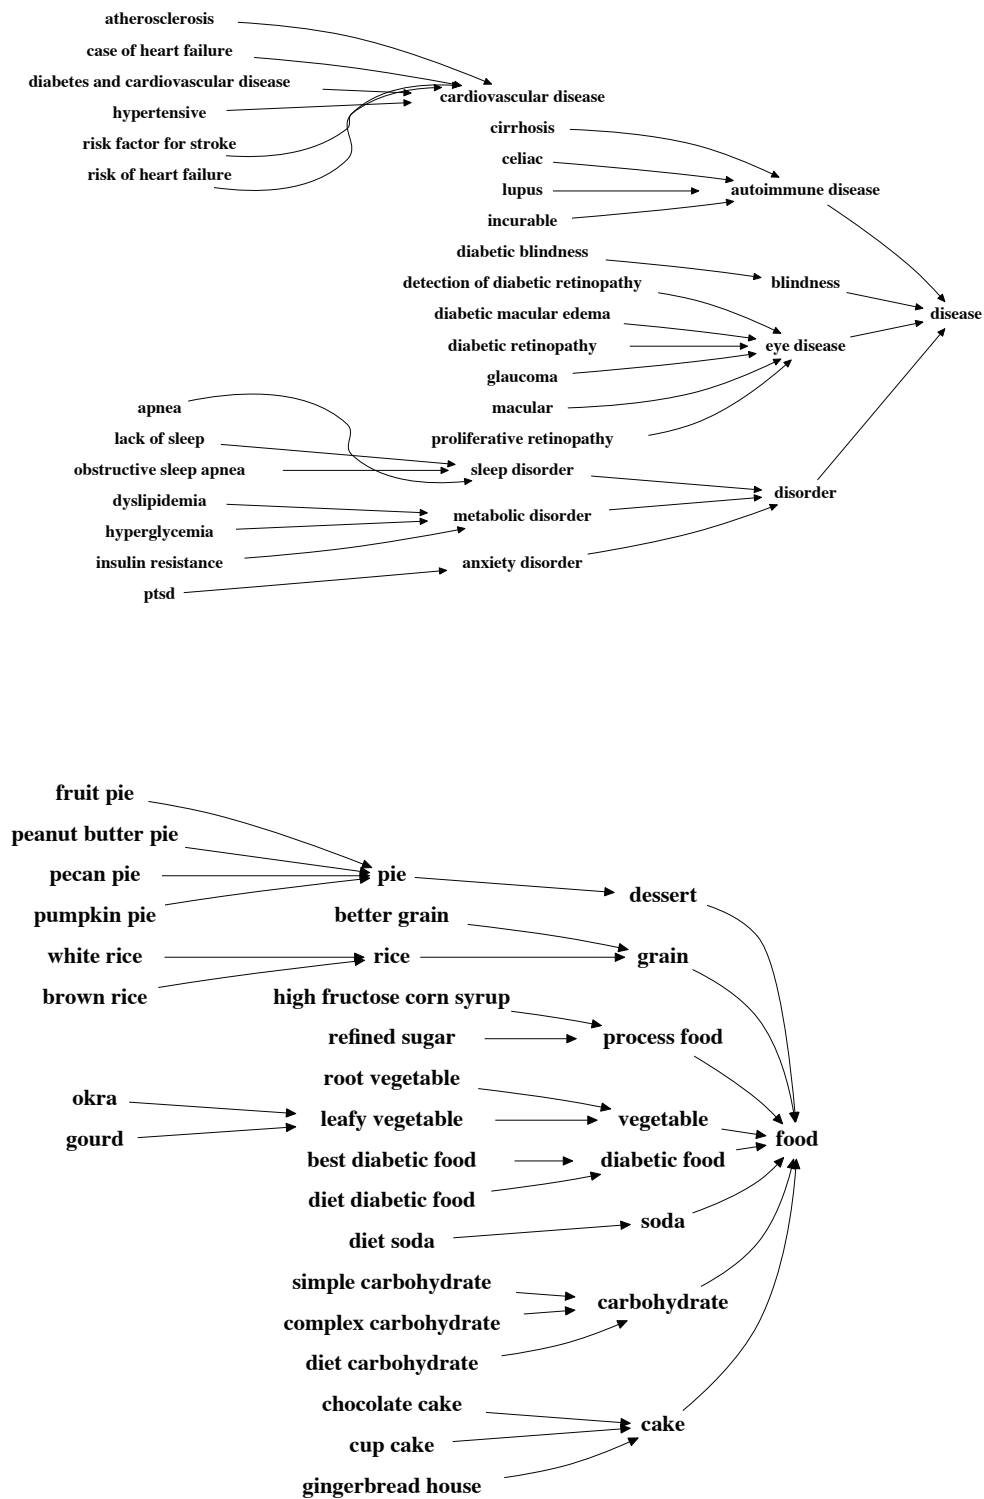 atherosclerosis
case of heart failure
diabetes and cardiovascular disease
cardiovascular disease
hypertensive
cirrhosis
risk factor for stroke
celiac
risk of heart failure
lupus
autoimmune disease
incurable
diabetic blindness
detection of diabetic retinopathy
blindness
diabetic macular edema
disease
diabetic retinopathy
eye disease
glaucoma
apnea
macular
lack of sleep
proliferative retinopathy
obstructive sleep apnea
sleep disorder
disorder
dyslipidemia
metabolic disorder
hyperglycemia
insulin resistance
anxiety disorder
ptsd
fruit pie
peanut butter pie
pecan pie
pie
dessert
pumpkin pie
better grain
white rice
rice
grain
brown rice
high fructose corn syrup
refined sugar
process food
root vegetable
okra
leafy vegetable
vegetable
gourd
food
best diabetic food
diabetic food
diet diabetic food
soda
diet soda
simple carbohydrate
carbohydrate
complex carbohydrate
diet carbohydrate
chocolate cake
cake
cup cake
gingerbread house